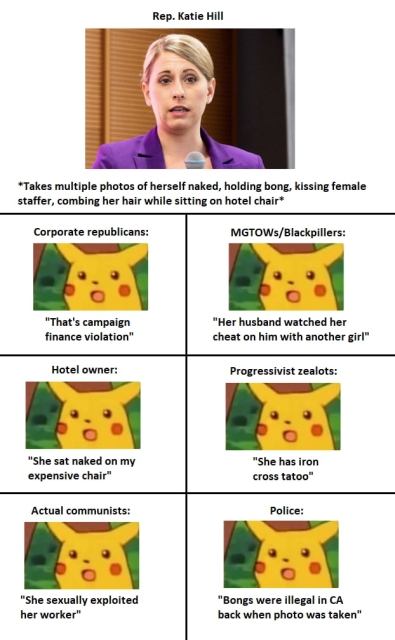 Rep. Katie Hill
*Takes multiple photos of herself naked, holding bong, kissing female
staffer, combing her hair while sitting on hotel chair*
Corporate republicans:
"That's campaign
finance violation"
MGTOWs/Blackpillers:
"Her husband watched her
cheat on him with another girl"
Hotel owner:
"She sat naked on my
expensive chair"
Progressivist zealots:
"She has iron
cross tatoo"
Actual communists:
"She sexually exploited
her worker"
Police:
"Bongs were illegal in CA
back when photo was taken"